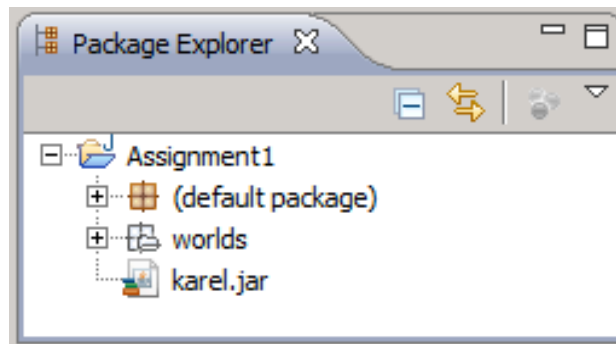 Package Explorer
Assignment1
(default package)
worlds
karel.jar